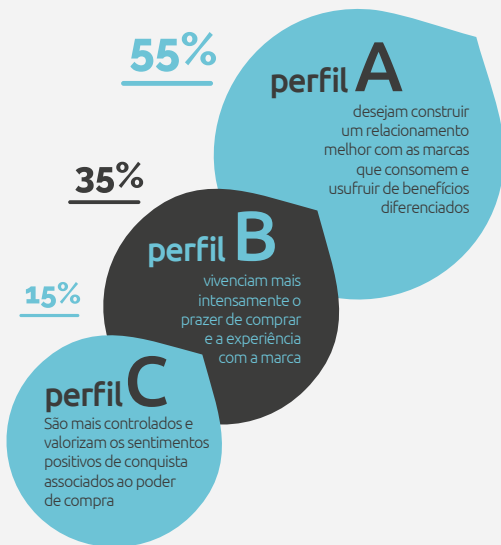 55%
perfil A
desejam construir
um relacionamento
melhor com as marcas
que consomem e
usufruir de benefícios
diferenciados
35%
perfil B
vivenciam mais
intensamente o
prazer de comprar
e a experiência
com a marca
15%
perfil C
São mais controlados e
valorizam os sentimentos
positivos de conquista
associados ao poder
de compra